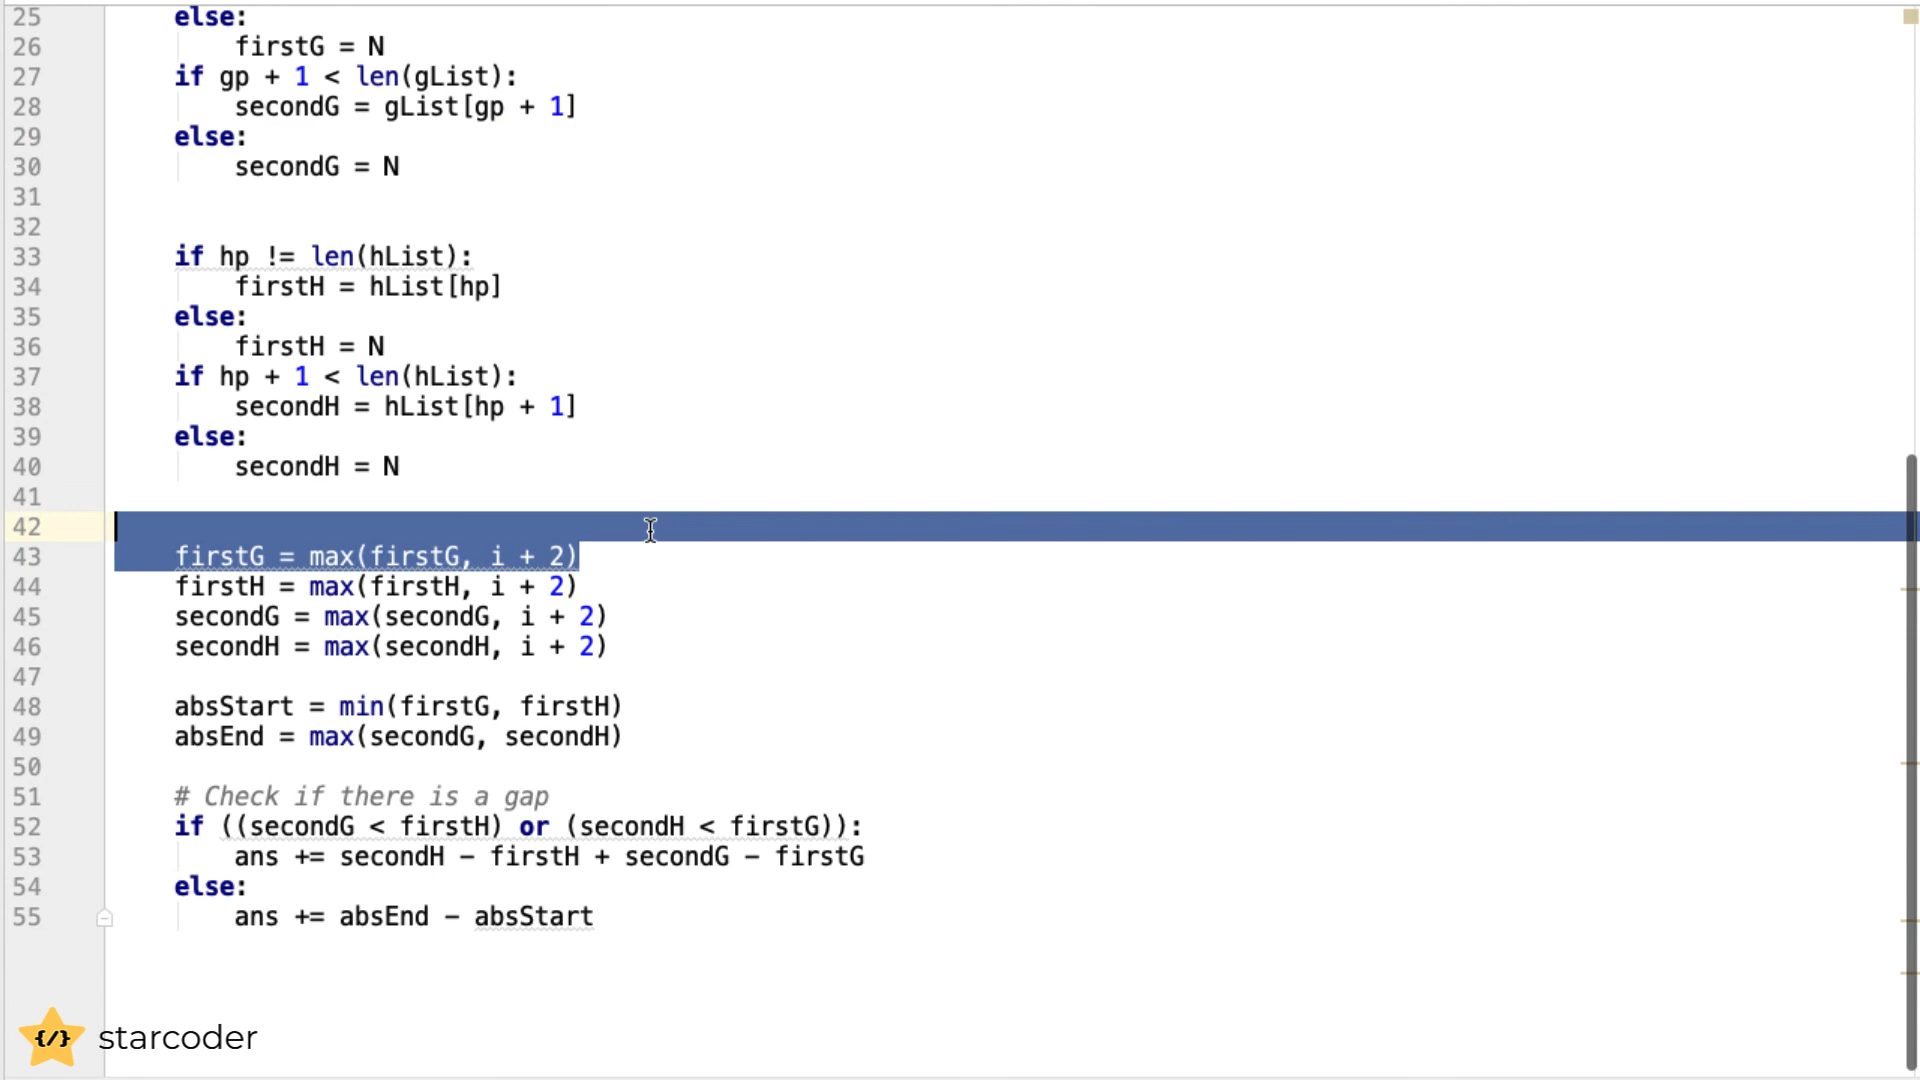 25 else:
26 firstG = N
27 if gp + 1 < len(gList):
28 secondG = gList[gp + 1]
29 else:
30 secondG = N
31
32
33 if hp != len(hList):
34 firstH = hList[hp]
35 else:
36 firstH = N
37 if hp + 1 < len(hList):
38 secondH = hList[hp + 1]
39 else:
40 secondH = N
41
42
43 firstG = max(firstG, i + 2)
44 firstH = max(firstH, i + 2)
45 secondG = max(secondG, i + 2)
46 secondH = max(secondH, i + 2)
47
48 absStart = min(firstG, firstH)
49 absEnd = max(secondG, secondH)
50
51 # Check if there is a gap
52 if ((secondG < firstH) or (secondH < firstG)):
53 ans += secondH - firstH + secondG - firstG
54 else:
55 ans += absEnd - absStart
{/} starcoder